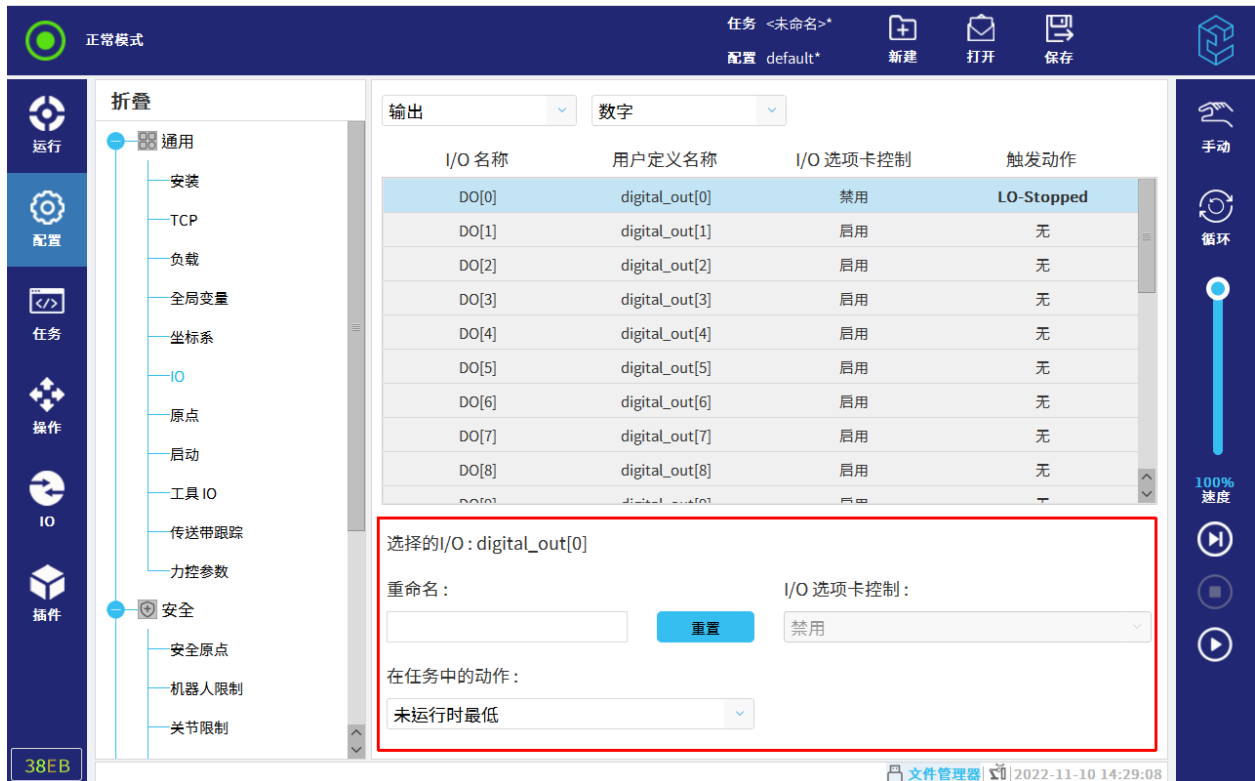 正常模式
任务 <未命名>*
配置 default*
新建
打开
保存
运行
配置
任务
操作
IO
插件
38EB
折叠
通用
安装
TCP
负载
全局变量
坐标系
IO
原点
启动
工具 IO
传送带跟踪
力控参数
安全
安全原点
机器人限制
关节限制
输出 数字
I/O 名称 用户定义名称 I/O 选项卡控制 触发动作
DO[0] digital_out[0] 禁用 LO-Stopped
DO[1] digital_out[1] 启用 无
DO[2] digital_out[2] 启用 无
DO[3] digital_out[3] 启用 无
DO[4] digital_out[4] 启用 无
DO[5] digital_out[5] 启用 无
DO[6] digital_out[6] 启用 无
DO[7] digital_out[7] 启用 无
DO[8] digital_out[8] 启用 无
DO[9] digital_out[9] 启用 无
选择的I/O : digital_out[0]
重命名 : I/O 选项卡控制 :
重置 禁用
在任务中的动作 :
未运行时最低
手动
循环
100%
速度
文件管理器 2022-11-10 14:29:08